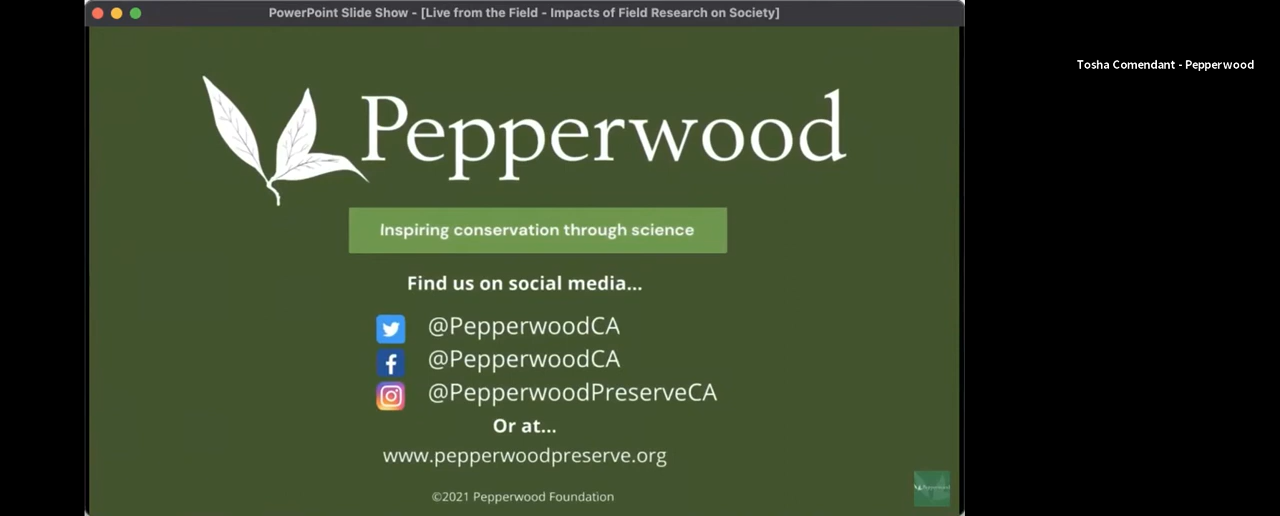 PowerPoint Slide Show - [Live from the Field - Impacts of Field Research on Society]
Tosha Comendant - Pepperwood
Pepperwood
Inspiring conservation through science
Find us on social media...
@PepperwoodCA
@PepperwoodCA
@PepperwoodPreserveCA
Or at...
www.pepperwoodpreserve.org
©2021 Pepperwood Foundation
Pepperwood